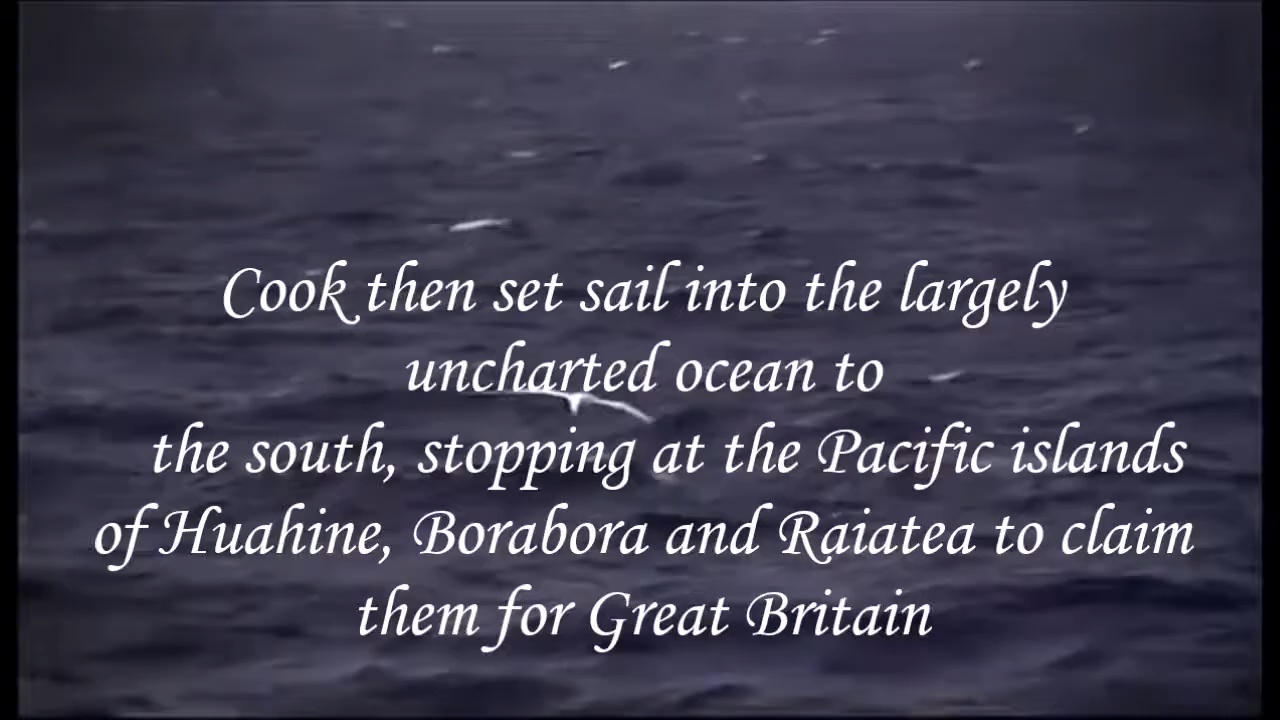 Cook then set sail into the largely
uncharted ocean to
the south, stopping at the Pacific islands
of Huahine, Borabora and Raiatea to claim
them for Great Britain